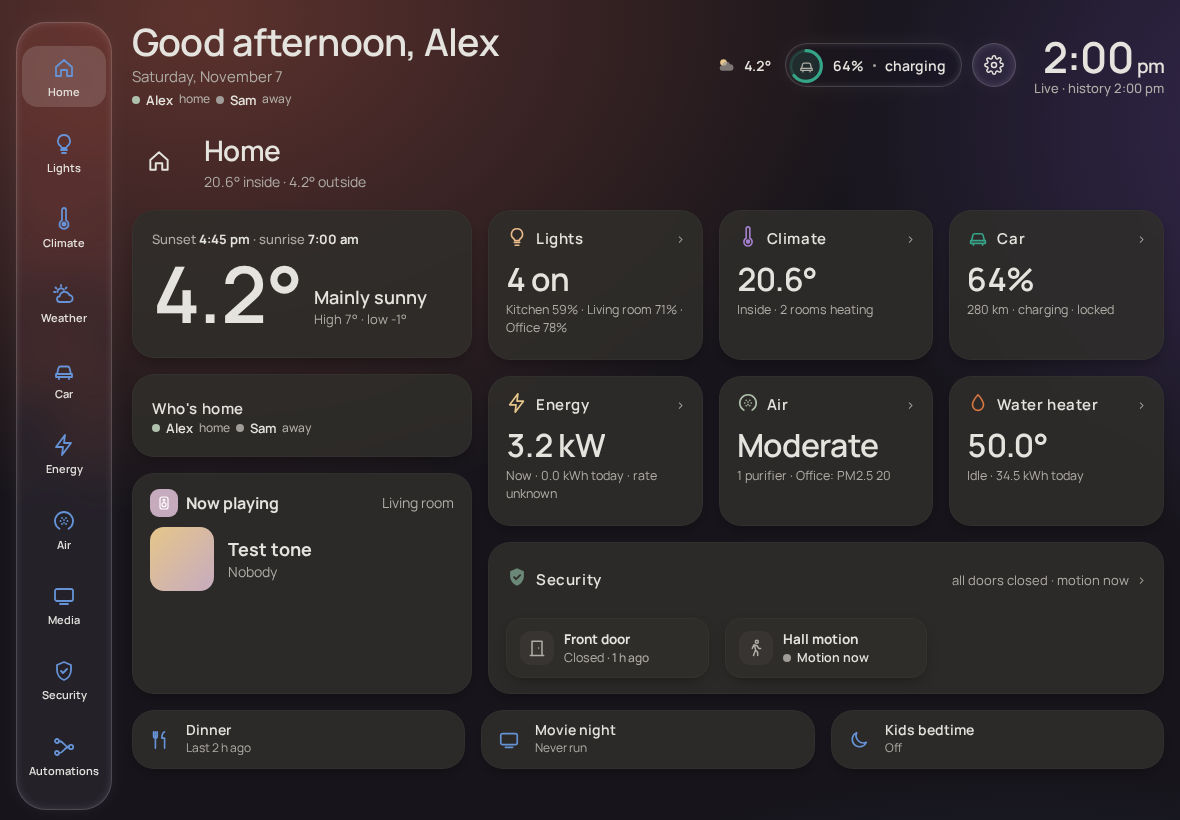 Good afternoon, Alex
Saturday, November 7
Alex home Sam away
4.2°
64% · charging
2:00 pm
Live · history 2:00 pm
Home
Lights
Climate
Weather
Car
Energy
Air
Media
Security
Automations
Home
20.6° inside · 4.2° outside
Sunset 4:45 pm · sunrise 7:00 am
4.2°
Mainly sunny
High 7° · low -1°
Who's home
Alex home Sam away
Now playing
Living room
Test tone
Nobody
Lights ›
4 on
Kitchen 59% · Living room 71% ·
Office 78%
Climate ›
20.6°
Inside · 2 rooms heating
Car ›
64%
280 km · charging · locked
Energy ›
3.2 kW
Now · 0.0 kWh today · rate
unknown
Air ›
Moderate
1 purifier · Office: PM2.5 20
Water heater ›
50.0°
Idle · 34.5 kWh today
Security
all doors closed · motion now ›
Front door
Closed · 1 h ago
Hall motion
Motion now
Dinner
Last 2 h ago
Movie night
Never run
Kids bedtime
Off